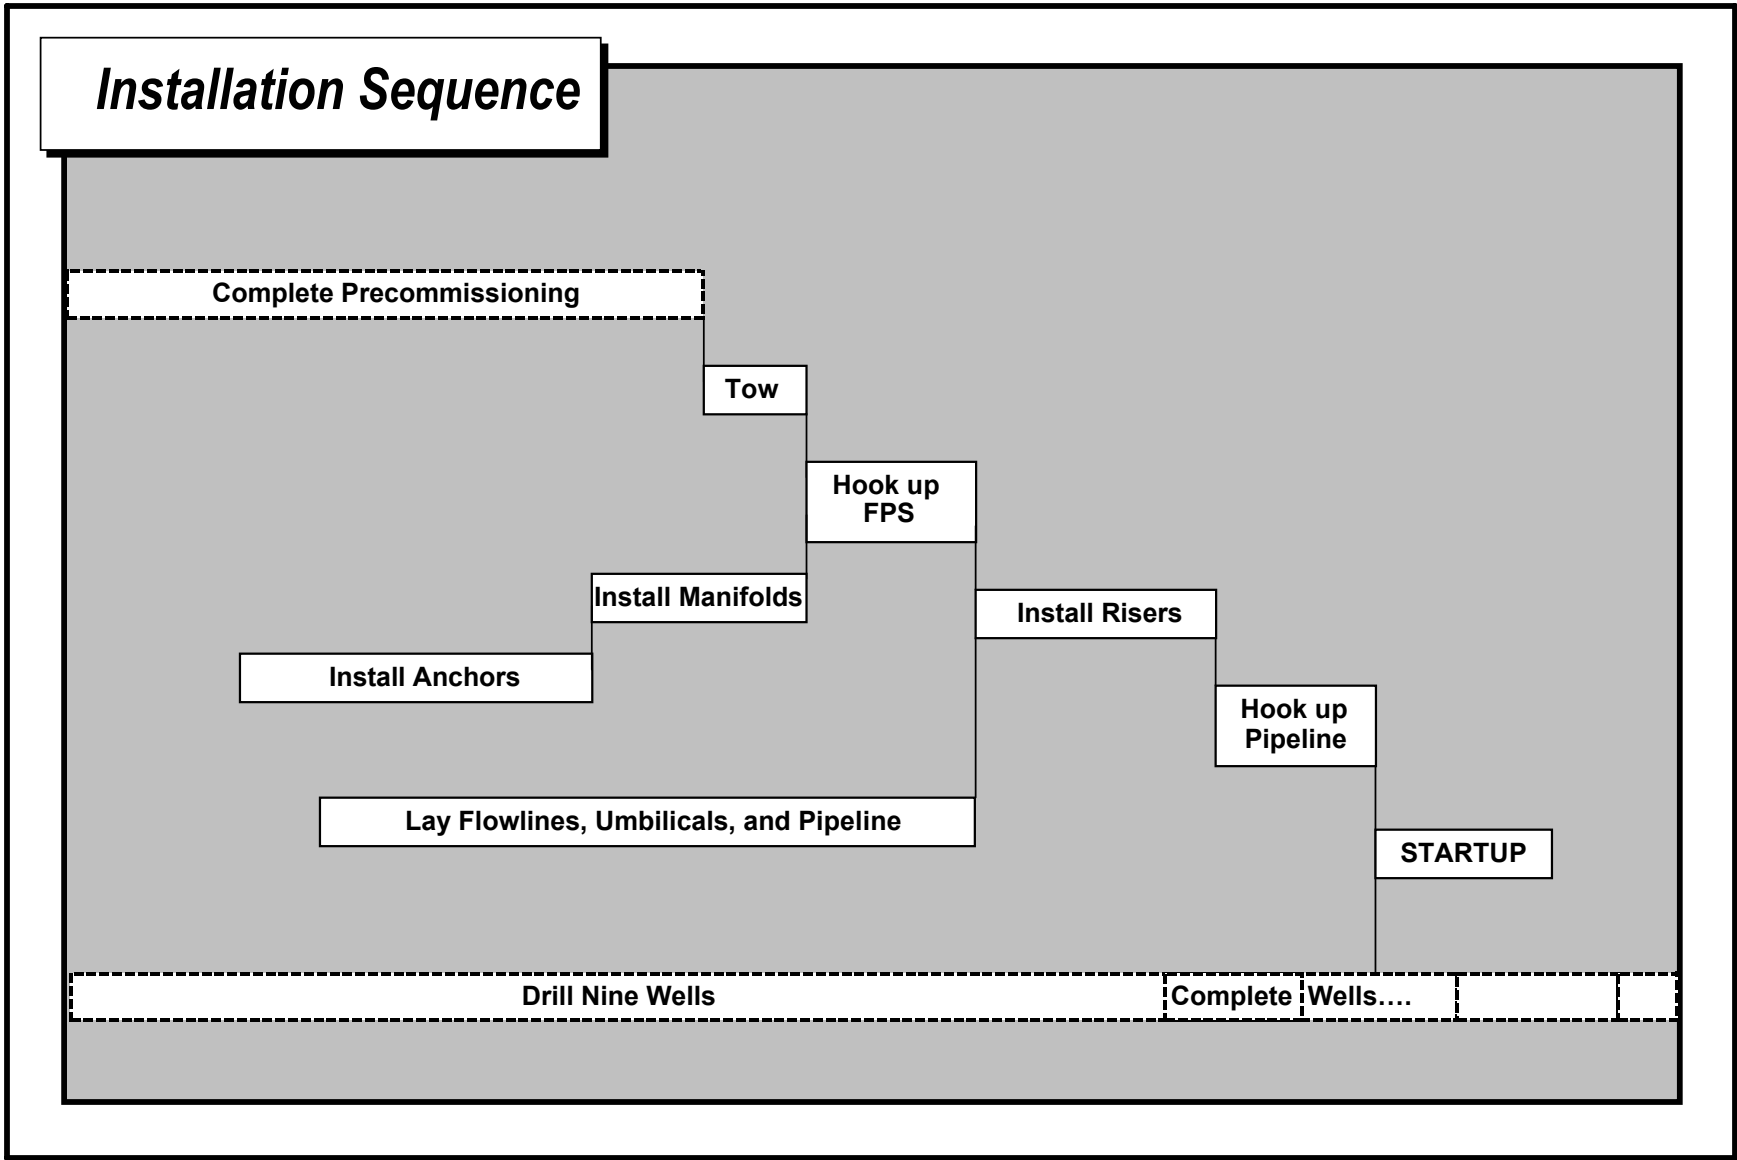 Installation Sequence
Complete Precommissioning
Tow
Hook up
FPS
Install Manifolds
Install Risers
Install Anchors
Hook up
Pipeline
Lay Flowlines, Umbilicals, and Pipeline
STARTUP
Drill Nine Wells
Complete Wells….